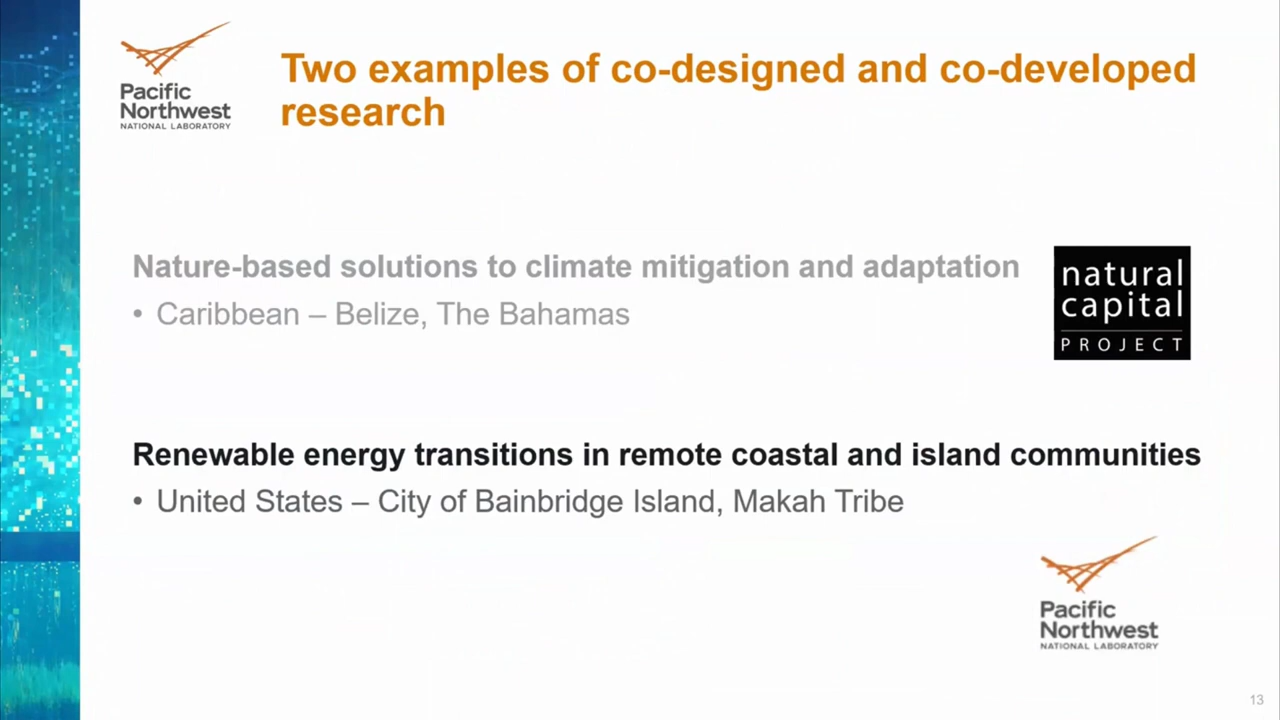 Pacific
Northwest
NATIONAL LABORATORY
Two examples of co-designed and co-developed
research
Nature-based solutions to climate mitigation and adaptation
• Caribbean – Belize, The Bahamas
natural
capital
PROJECT
Renewable energy transitions in remote coastal and island communities
• United States – City of Bainbridge Island, Makah Tribe
Pacific
Northwest
NATIONAL LABORATORY
13